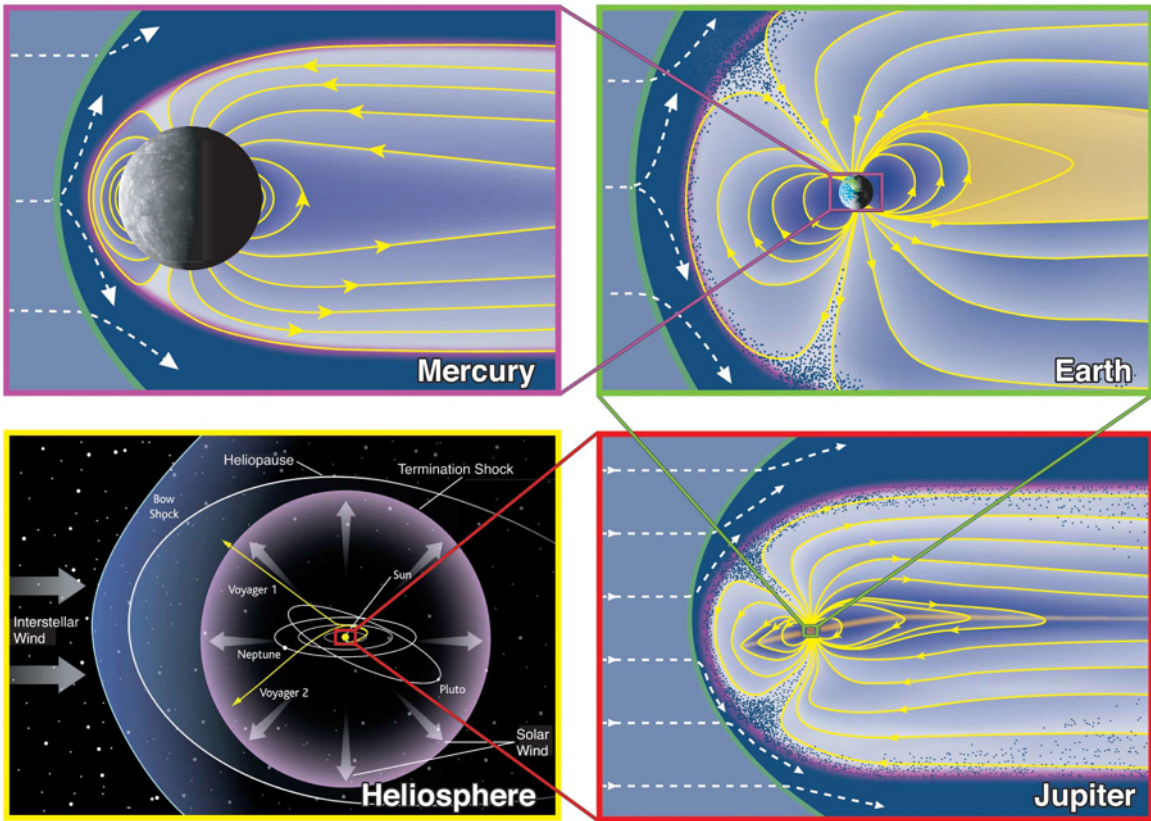 Mercury
Earth
Heliopause
Termination Shock
Bow
Shock
Sun
Voyager 1
Interstellar
Wind
Neptune
Voyager 2
Pluto
Solar
Wind
Heliosphere
Jupiter